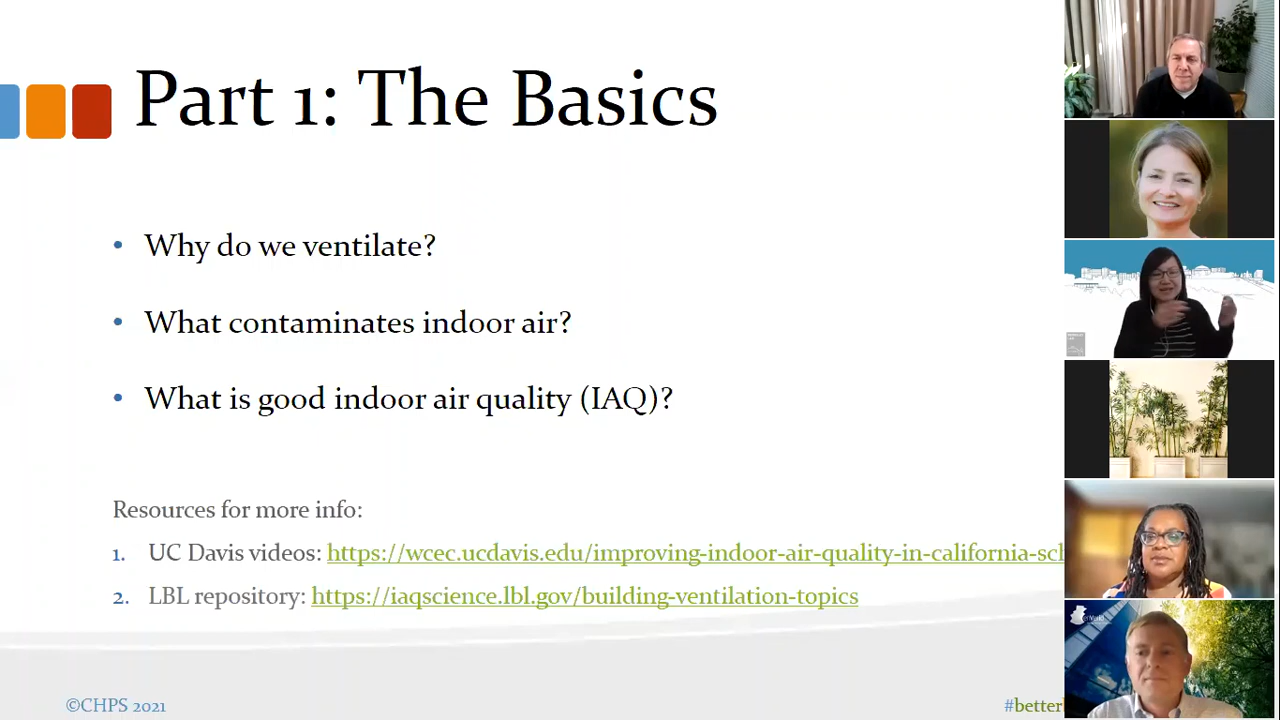 Part 1: The Basics
• Why do we ventilate?
• What contaminates indoor air?
• What is good indoor air quality (IAQ)?
Resources for more info:
1. UC Davis videos: https://wcec.ucdavis.edu/improving-indoor-air-quality-in-california-sch
2. LBL repository: https://iaqscience.lbl.gov/building-ventilation-topics
©CHPS 2021
#better